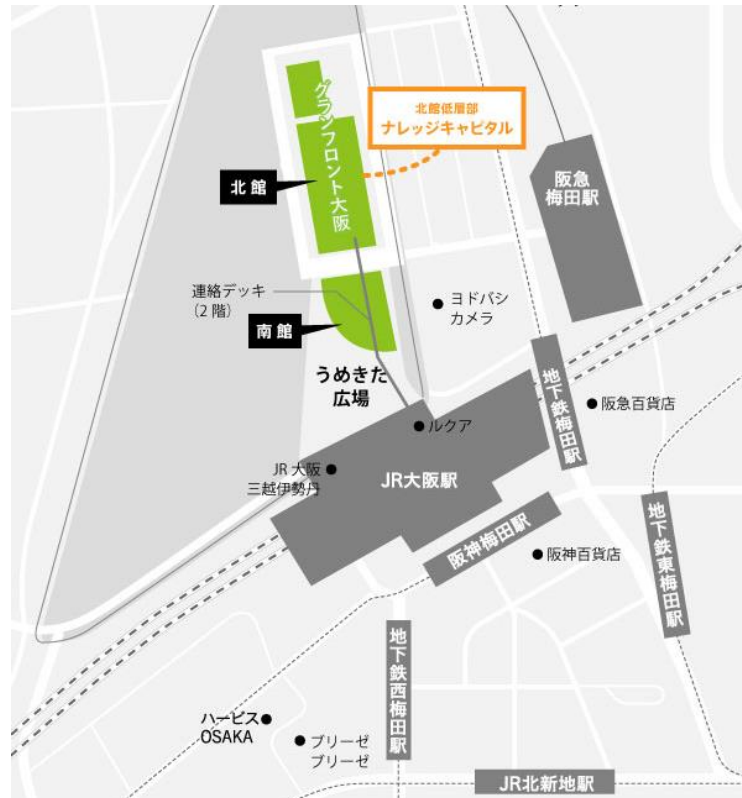 北館低層部
ナレッジキャピタル
グランフロント大阪
北館
阪急
梅田駅
連絡デッキ
(2階)
南館
ヨドバシ
カメラ
うめきた
広場
地下鉄梅田駅
阪急百貨店
ルクア
JR大阪
三越伊勢丹
JR大阪駅
阪神梅田駅
阪神百貨店
地下鉄東梅田駅
地下鉄西梅田駅
ハービス
OSAKA
ブリーゼ
ブリーゼ
JR北新地駅